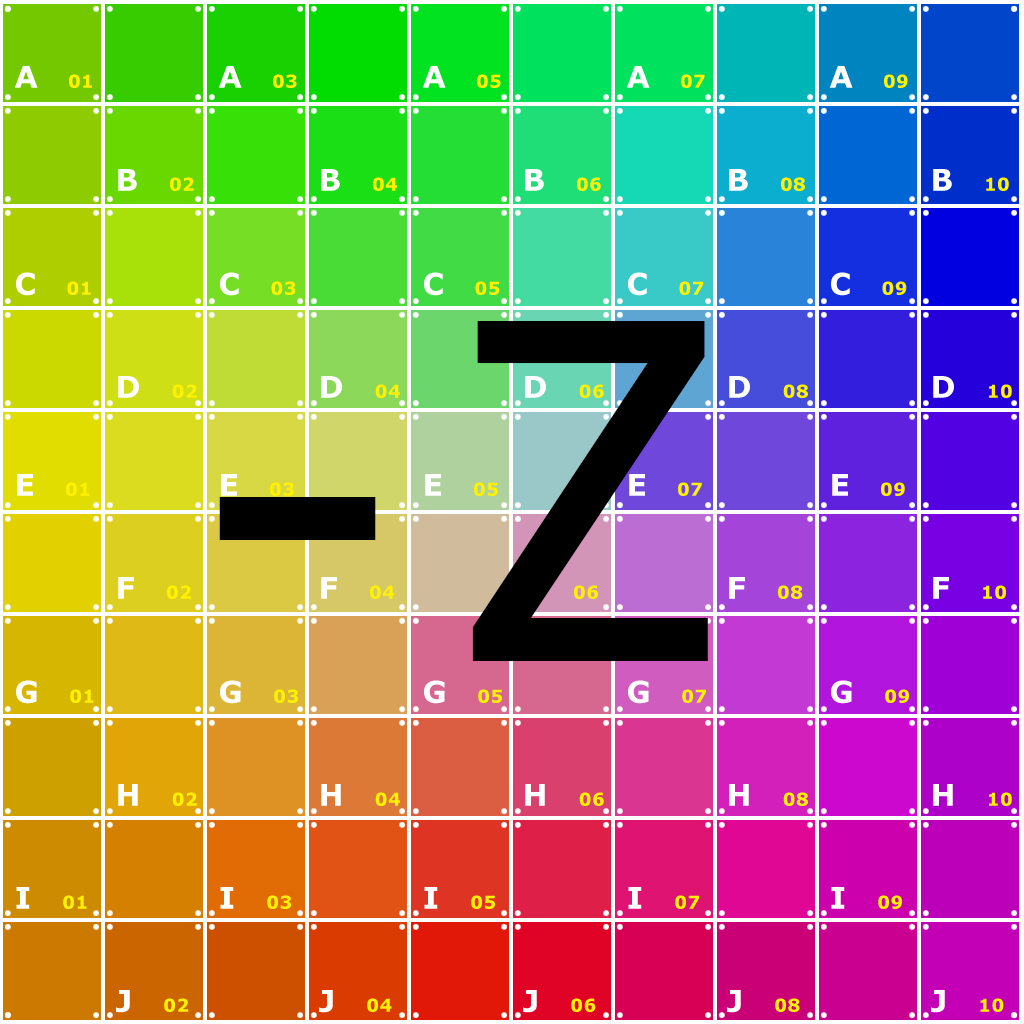 A 01 A 03 A 05 A 07 A 09
B 02 B 04 B 06 B 08 B 10
C 01 C 03 C 05 C 07 C 09
D 02 D 04 D 06 D 08 D 10
E 01 E 03 E 05 E 07 E 09
-Z
F 02 F 04 06 F 08 F 10
G 01 G 03 G 05 G 07 G 09
H 02 H 04 H 06 H 08 H 10
I 01 I 03 I 05 I 07 I 09
J 02 J 04 J 06 J 08 J 10